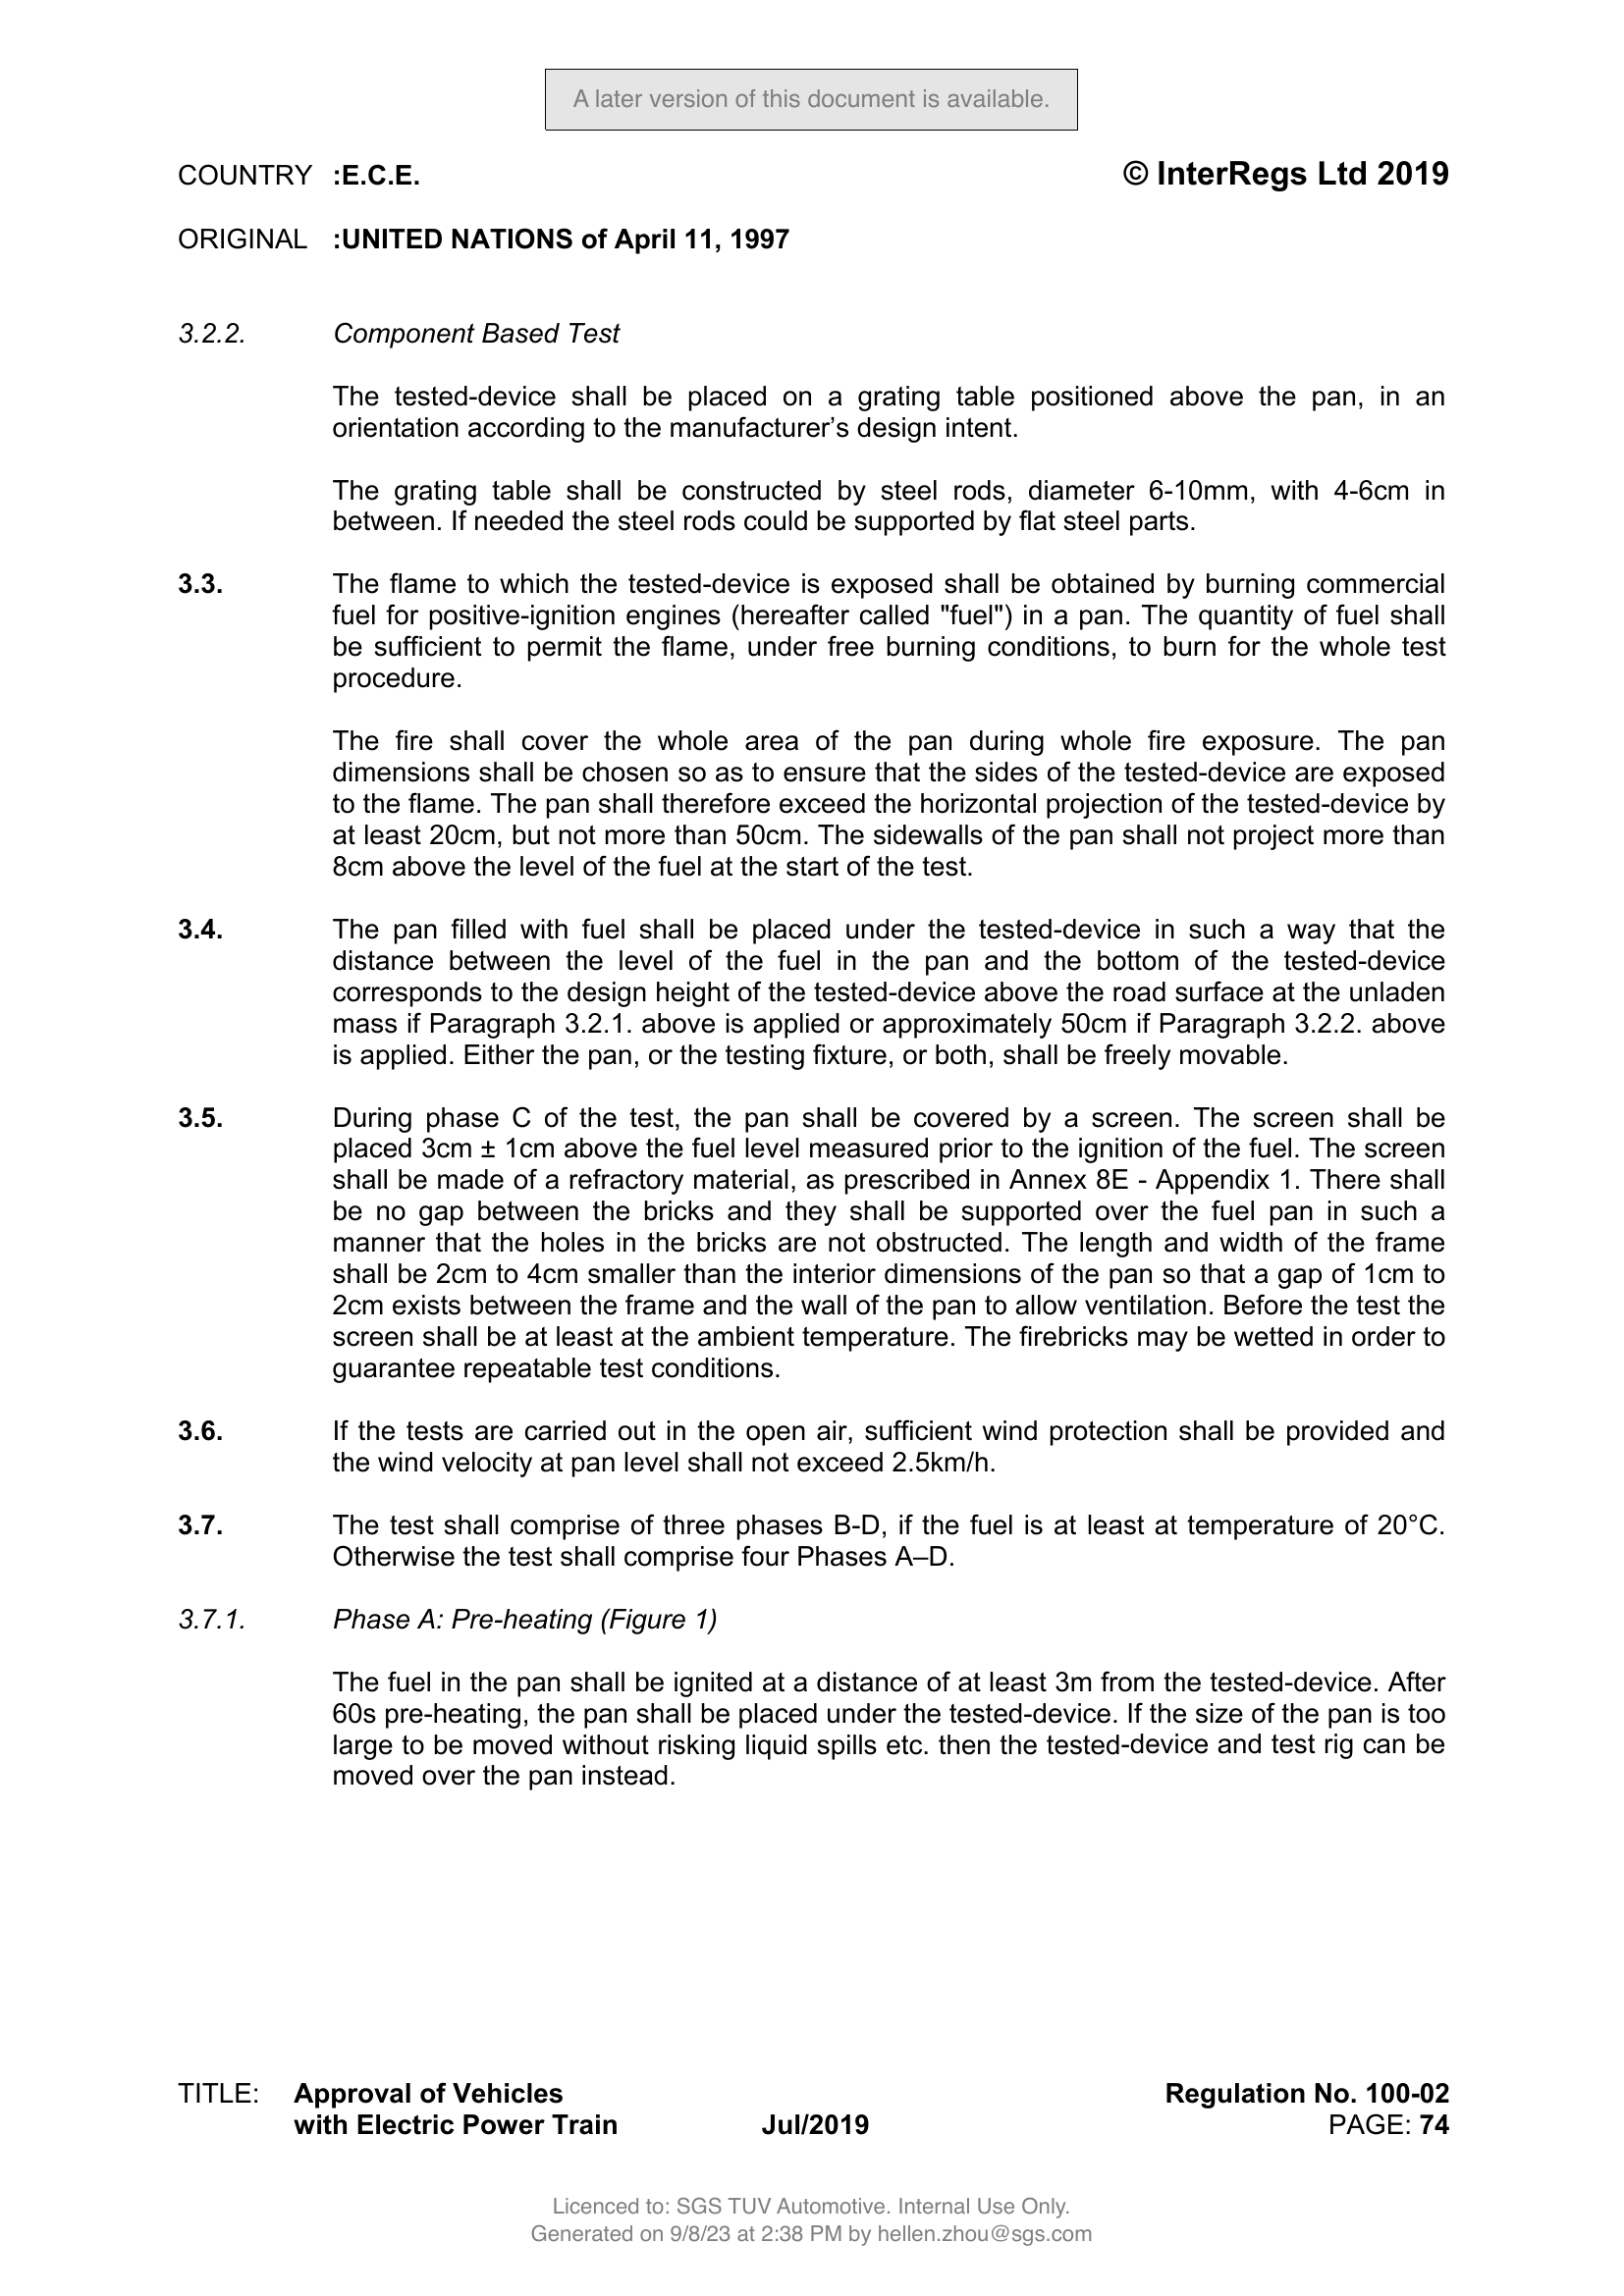 A later version of this document is available.
COUNTRY :E.C.E. © InterRegs Ltd 2019
ORIGINAL :UNITED NATIONS of April 11, 1997
3.2.2. Component Based Test
The tested-device shall be placed on a grating table positioned above the pan, in an
orientation according to the manufacturer’s design intent.
The grating table shall be constructed by steel rods, diameter 6-10mm, with 4-6cm in
between. If needed the steel rods could be supported by flat steel parts.
3.3. The flame to which the tested-device is exposed shall be obtained by burning commercial
fuel for positive-ignition engines (hereafter called "fuel") in a pan. The quantity of fuel shall
be sufficient to permit the flame, under free burning conditions, to burn for the whole test
procedure.
The fire shall cover the whole area of the pan during whole fire exposure. The pan
dimensions shall be chosen so as to ensure that the sides of the tested-device are exposed
to the flame. The pan shall therefore exceed the horizontal projection of the tested-device by
at least 20cm, but not more than 50cm. The sidewalls of the pan shall not project more than
8cm above the level of the fuel at the start of the test.
3.4. The pan filled with fuel shall be placed under the tested-device in such a way that the
distance between the level of the fuel in the pan and the bottom of the tested-device
corresponds to the design height of the tested-device above the road surface at the unladen
mass if Paragraph 3.2.1. above is applied or approximately 50cm if Paragraph 3.2.2. above
is applied. Either the pan, or the testing fixture, or both, shall be freely movable.
3.5. During phase C of the test, the pan shall be covered by a screen. The screen shall be
placed 3cm ± 1cm above the fuel level measured prior to the ignition of the fuel. The screen
shall be made of a refractory material, as prescribed in Annex 8E - Appendix 1. There shall
be no gap between the bricks and they shall be supported over the fuel pan in such a
manner that the holes in the bricks are not obstructed. The length and width of the frame
shall be 2cm to 4cm smaller than the interior dimensions of the pan so that a gap of 1cm to
2cm exists between the frame and the wall of the pan to allow ventilation. Before the test the
screen shall be at least at the ambient temperature. The firebricks may be wetted in order to
guarantee repeatable test conditions.
3.6. If the tests are carried out in the open air, sufficient wind protection shall be provided and
the wind velocity at pan level shall not exceed 2.5km/h.
3.7. The test shall comprise of three phases B-D, if the fuel is at least at temperature of 20°C.
Otherwise the test shall comprise four Phases A–D.
3.7.1. Phase A: Pre-heating (Figure 1)
The fuel in the pan shall be ignited at a distance of at least 3m from the tested-device. After
60s pre-heating, the pan shall be placed under the tested-device. If the size of the pan is too
large to be moved without risking liquid spills etc. then the tested-device and test rig can be
moved over the pan instead.
TITLE: Approval of Vehicles Regulation No. 100-02
with Electric Power Train Jul/2019 PAGE: 74
Licenced to: SGS TUV Automotive. Internal Use Only.
Generated on 9/8/23 at 2:38 PM by hellen.zhou@sgs.com